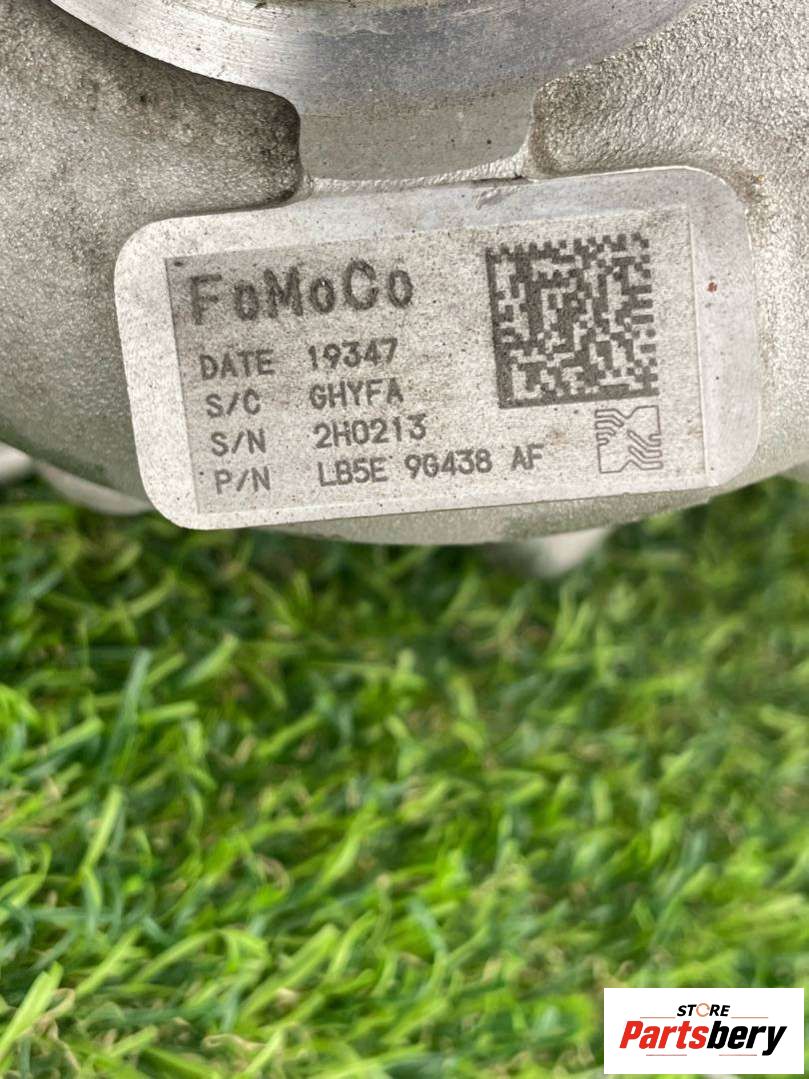 FoMoCo
DATE 19347
S/C GHYFA
S/N 2H0213
P/N LB5E 9G438 AF
STORE
Partsbery